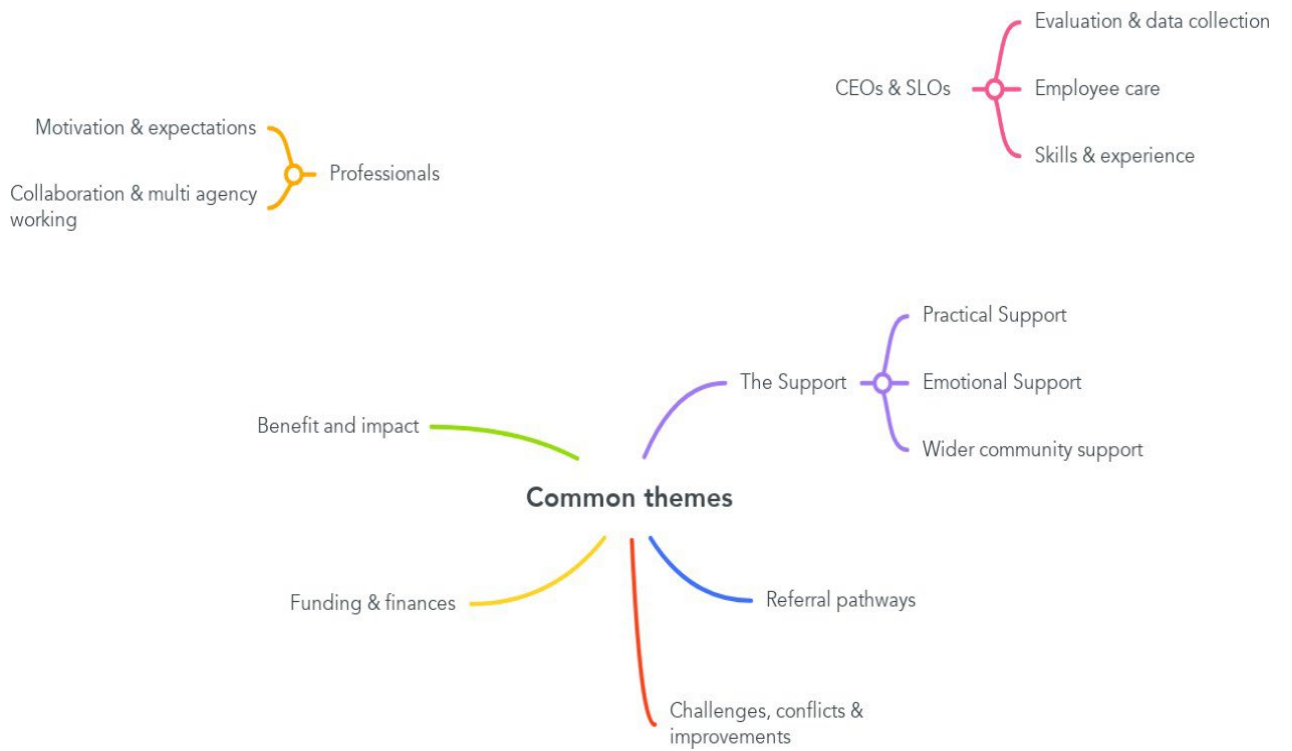 Evaluation & data collection
CEOs & SLOs
Employee care
Skills & experience
Motivation & expectations
Professionals
Collaboration & multi agency
working
Practical Support
The Support
Emotional Support
Wider community support
Benefit and impact
Common themes
Funding & finances
Referral pathways
Challenges, conflicts &
improvements